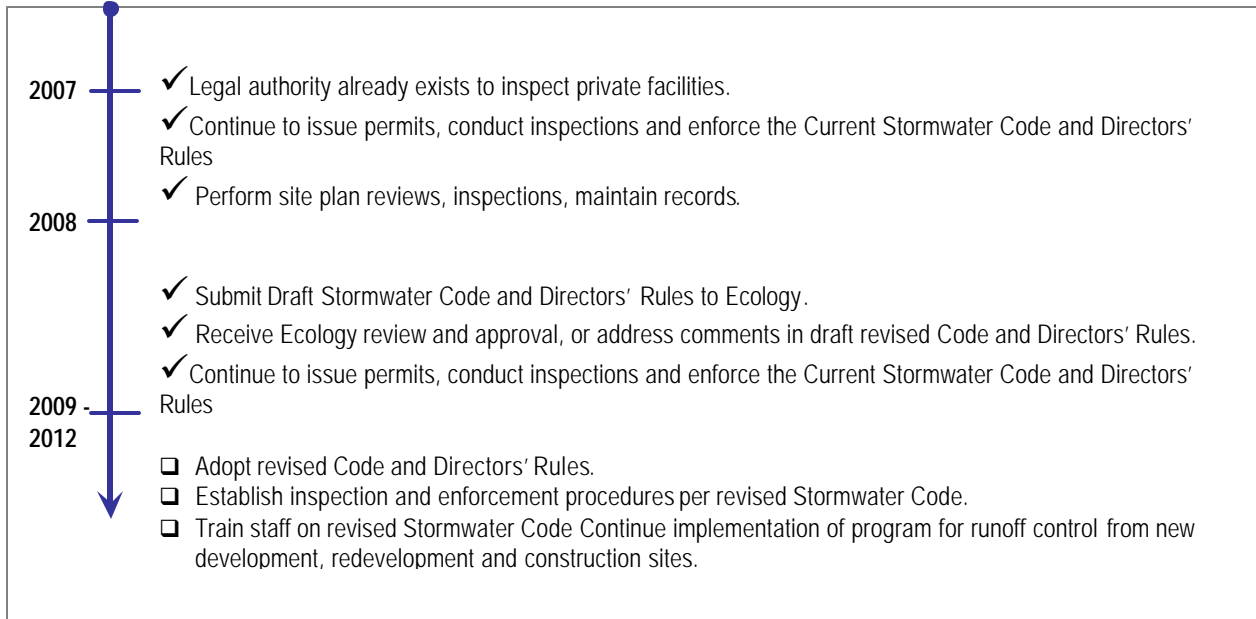 2007
✓Legal authority already exists to inspect private facilities.
✓Continue to issue permits, conduct inspections and enforce the Current Stormwater Code and Directors’
Rules
✓ Perform site plan reviews, inspections, maintain records.
2008
✓ Submit Draft Stormwater Code and Directors’ Rules to Ecology.
✓ Receive Ecology review and approval, or address comments in draft revised Code and Directors’ Rules.
✓Continue to issue permits, conduct inspections and enforce the Current Stormwater Code and Directors’
Rules
2009 -
2012
❑ Adopt revised Code and Directors’ Rules.
❑ Establish inspection and enforcement procedures per revised Stormwater Code.
❑ Train staff on revised Stormwater Code Continue implementation of program for runoff control from new
development, redevelopment and construction sites.